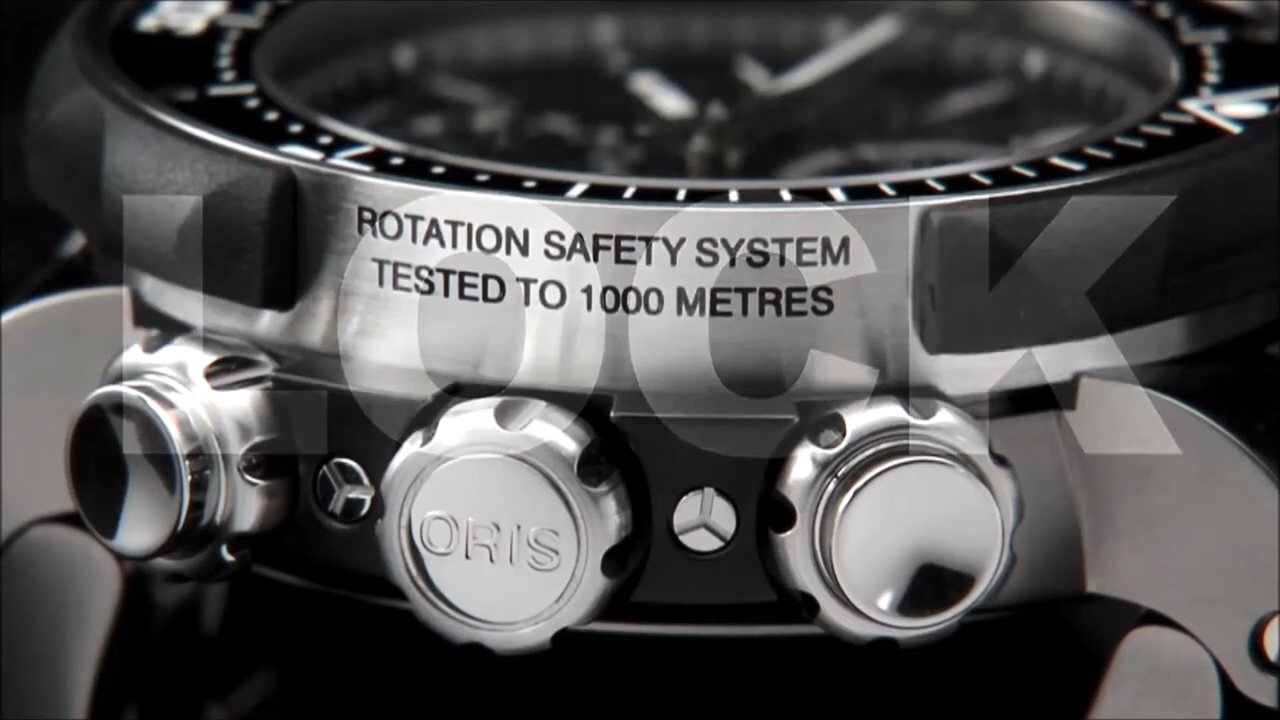 ROTATION SAFETY SYSTEM
TESTED TO 1000 METRES
LOCK
ORIS